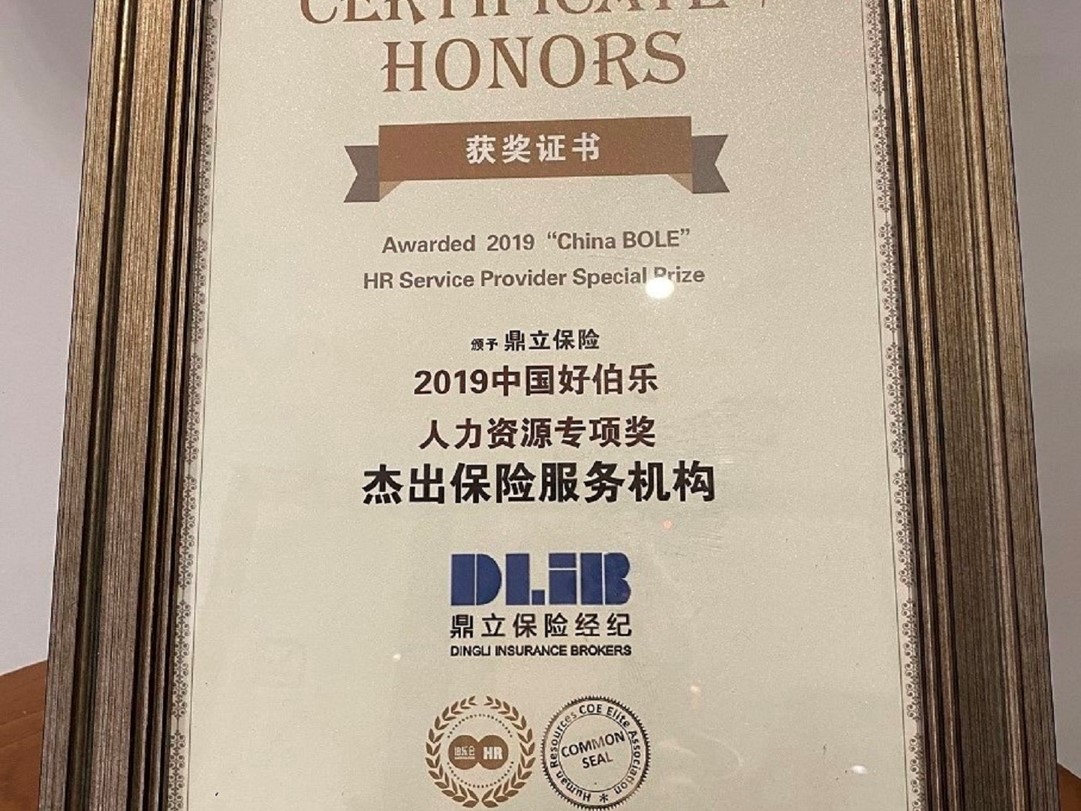 CERTIFICATE
HONORS
获奖证书
Awarded 2019 “China BOLE”
HR Service Provider Special Prize
颁予 鼎立保险
2019中国好伯乐
人力资源专项奖
杰出保险服务机构
DLiB
鼎立保险经纪
DINGLI INSURANCE BROKERS
伯乐会 HR
Human Resources COE Elite Association
COMMON
SEAL